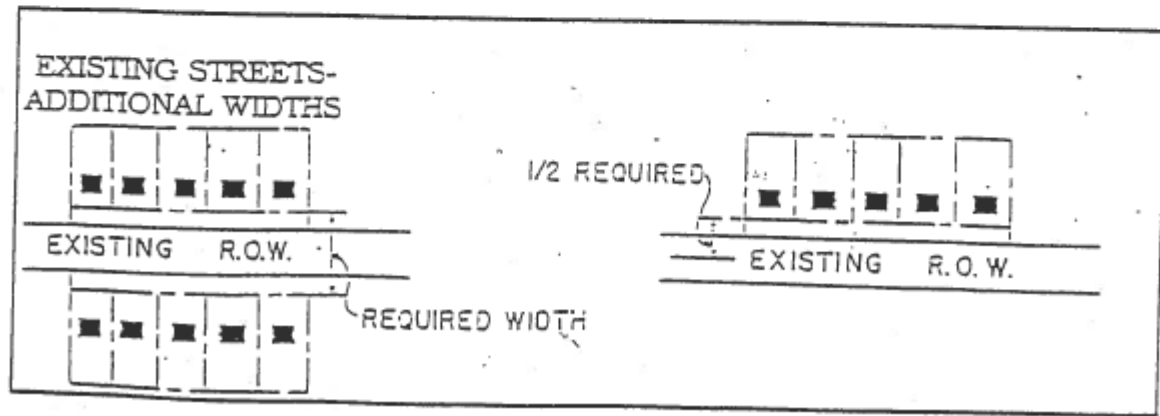 EXISTING STREETS-
ADDITIONAL WIDTHS
EXISTING R.O.W.
REQUIRED WIDTH
1/2 REQUIRED
EXISTING R.O.W.